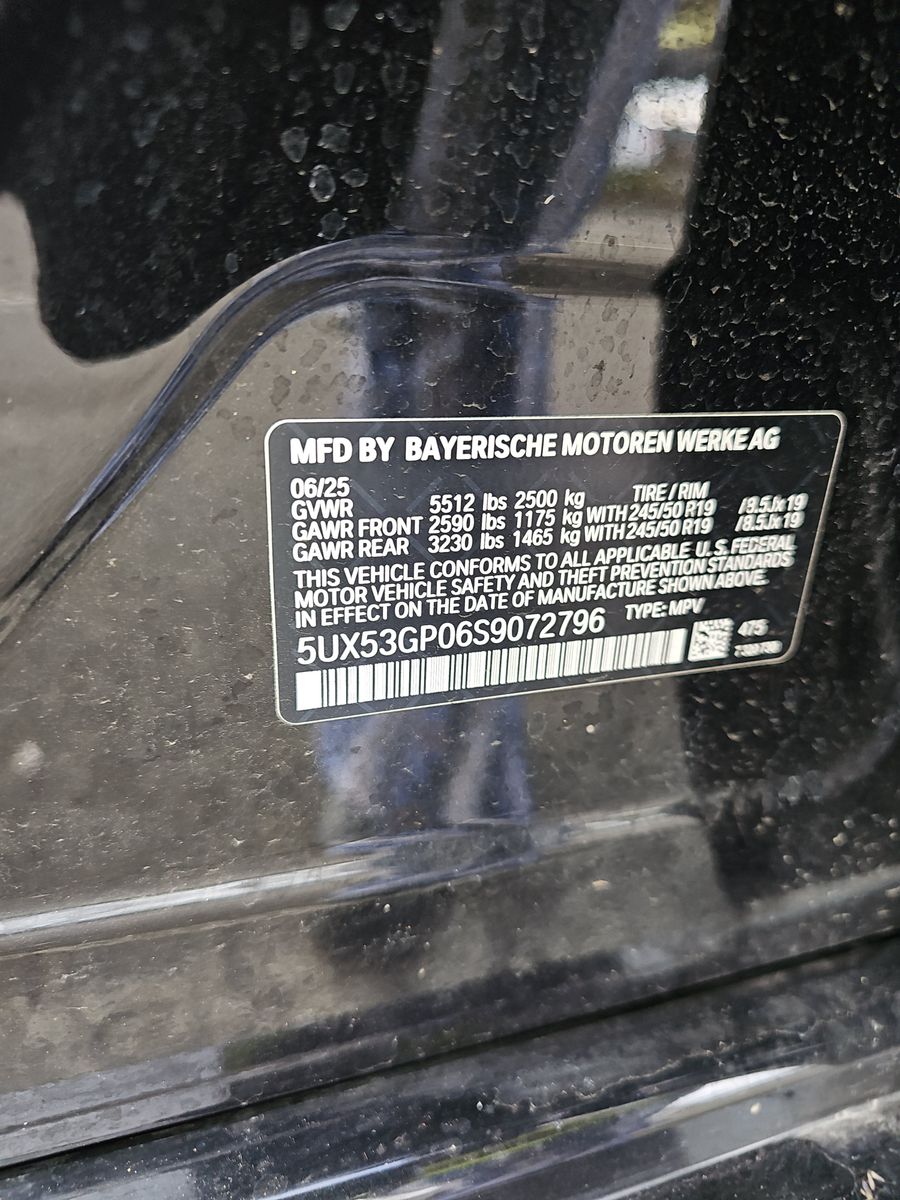 MFD BY BAYERISCHE MOTOREN WERKE AG
06/25 TIRE / RIM
GVWR 5512 lbs 2500 kg
GAWR FRONT 2590 lbs 1175 kg WITH 245/50 R19 /8.5Jx19
GAWR REAR 3230 lbs 1465 kg WITH 245/50 R19 /8.5Jx19
THIS VEHICLE CONFORMS TO ALL APPLICABLE U.S. FEDERAL
MOTOR VEHICLE SAFETY AND THEFT PREVENTION STANDARDS
IN EFFECT ON THE DATE OF MANUFACTURE SHOWN ABOVE.
5UX53GP06S9072796 TYPE: MPV
475